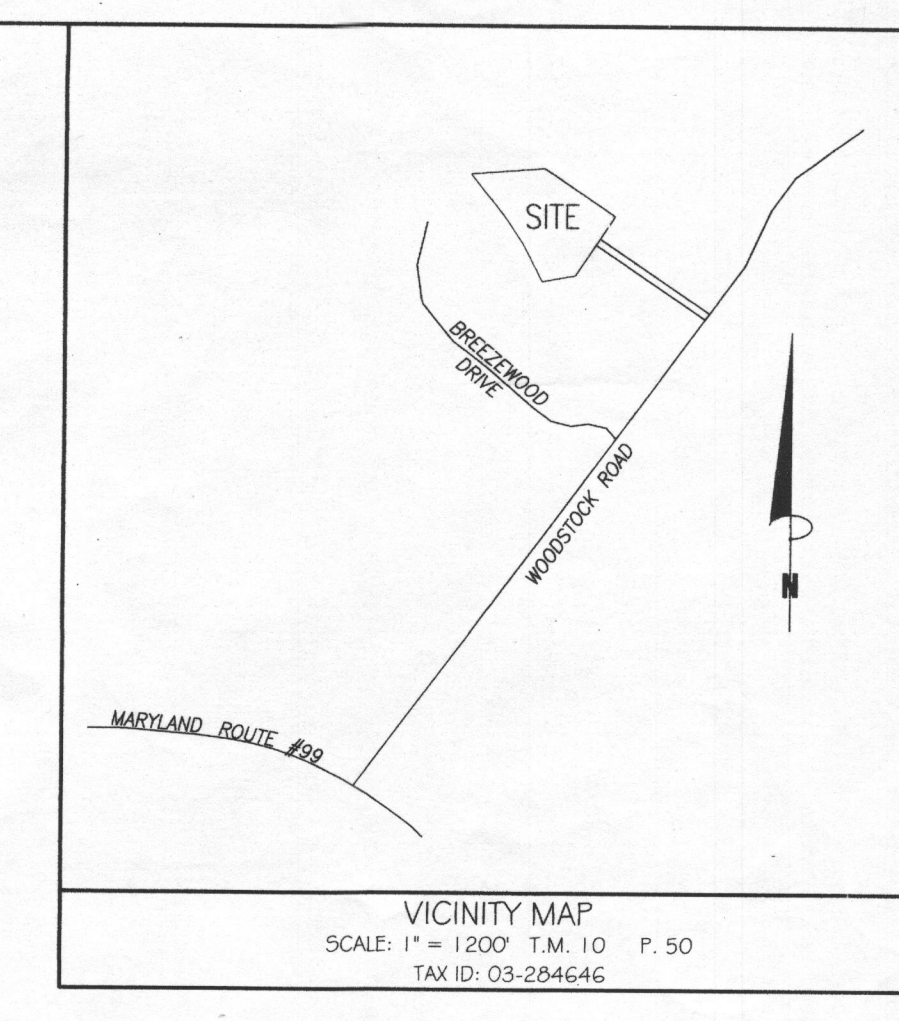 SITE
BREEZEWOOD
DRIVE
WOODSTOCK ROAD
N
MARYLAND ROUTE #99
VICINITY MAP
SCALE: 1" = 1200' T.M. 10 P. 50
TAX ID: 03-284646